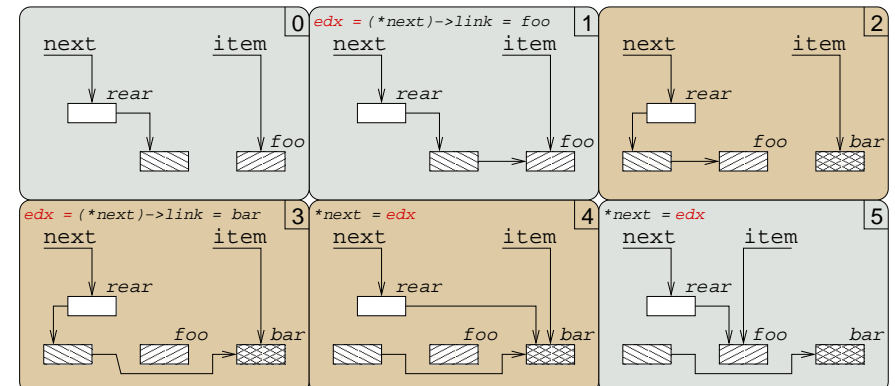 0
next item
rear
foo
edx = (*next)->link = foo
1
next item
rear
foo
2
next item
rear
foo bar
edx = (*next)->link = bar
3
next item
rear
foo bar
*next = edx
4
next item
rear
foo bar
*next = edx
5
next item
rear
foo bar